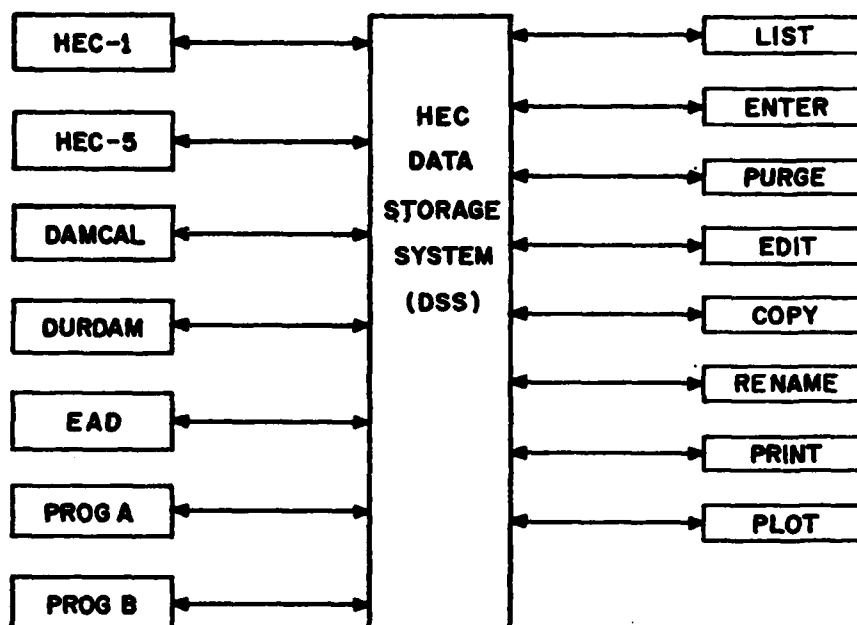 HEC-1
HEC-5
DAMCAL
DURDAM
EAD
PROG A
PROG B
HEC
DATA
STORAGE
SYSTEM
(DSS)
LIST
ENTER
PURGE
EDIT
COPY
RENAME
PRINT
PLOT